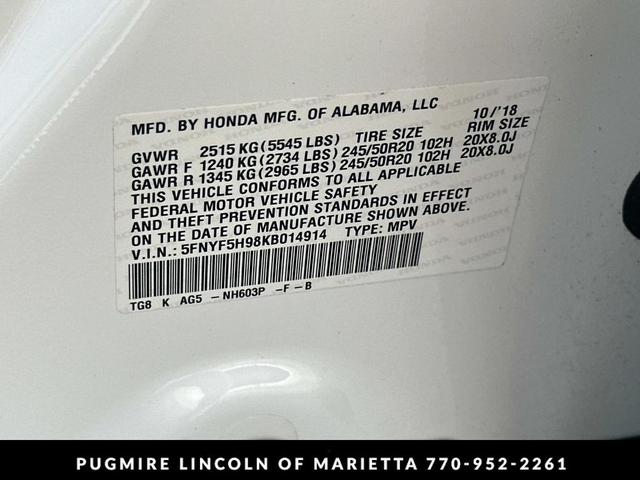 MFD. BY HONDA MFG. OF ALABAMA, LLC 10/'18
GVWR 2515 KG (5545 LBS) TIRE SIZE RIM SIZE
GAWR F 1240 KG (2734 LBS) 245/50R20 102H 20X8.0J
GAWR R 1345 KG (2965 LBS) 245/50R20 102H 20X8.0J
THIS VEHICLE CONFORMS TO ALL APPLICABLE
FEDERAL MOTOR VEHICLE SAFETY
AND THEFT PREVENTION STANDARDS IN EFFECT
ON THE DATE OF MANUFACTURE SHOWN ABOVE.
V.I.N.: 5FNYF5H98KB014914 TYPE: MPV
TG8 K AG5 -NH603P -F-B
PUGMIRE LINCOLN OF MARIETTA 770-952-2261